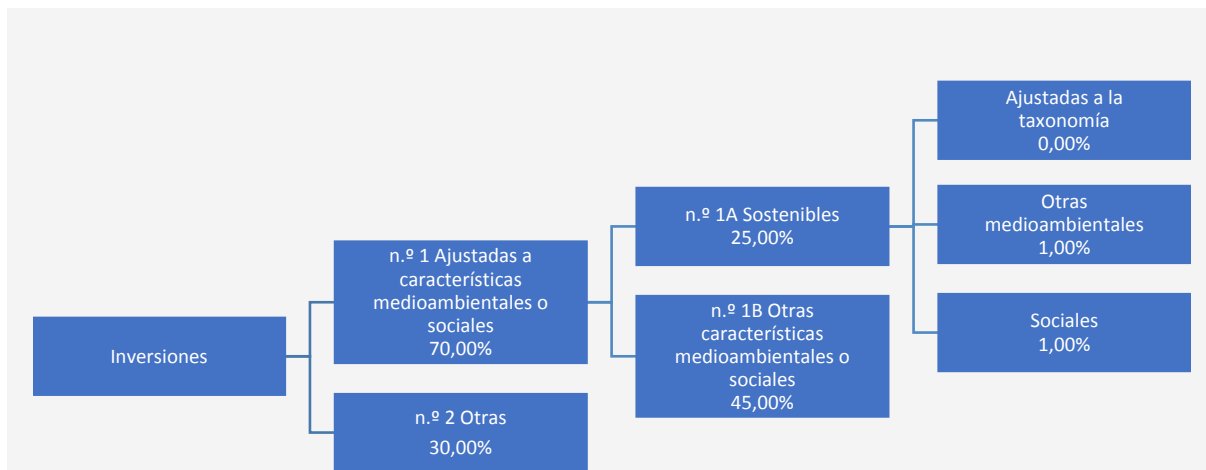 Inversiones
n.º 1 Ajustadas a
características
medioambientales o
sociales
70,00%
n.º 2 Otras
30,00%
n.º 1A Sostenibles
25,00%
n.º 1B Otras
características
medioambientales o
sociales
45,00%
Ajustadas a la
taxonomía
0,00%
Otras
medioambientales
1,00%
Sociales
1,00%